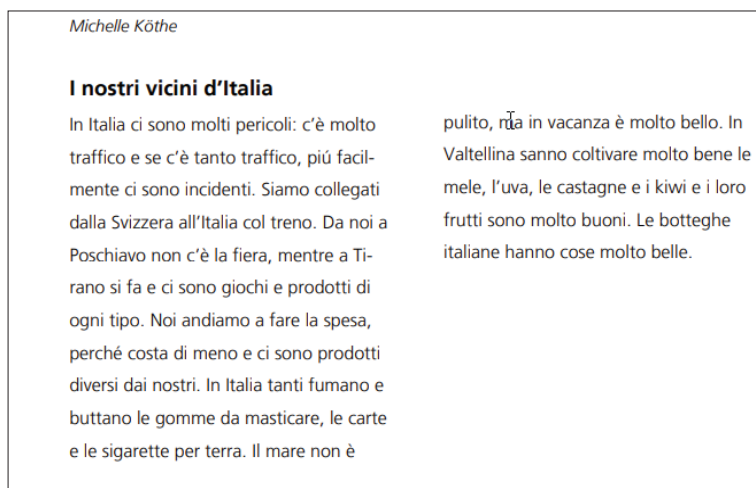 Michelle Köthe
I nostri vicini d'Italia
In Italia ci sono molti pericoli: c'è molto
traffico e se c'è tanto traffico, piú facil-
mente ci sono incidenti. Siamo collegati
dalla Svizzera all'Italia col treno. Da noi a
Poschiavo non c'è la fiera, mentre a Ti-
rano si fa e ci sono giochi e prodotti di
ogni tipo. Noi andiamo a fare la spesa,
perché costa di meno e ci sono prodotti
diversi dai nostri. In Italia tanti fumano e
buttano le gomme da masticare, le carte
e le sigarette per terra. Il mare non è
pulito, ma in vacanza è molto bello. In
Valtellina sanno coltivare molto bene le
mele, l'uva, le castagne e i kiwi e i loro
frutti sono molto buoni. Le botteghe
italiane hanno cose molto belle.